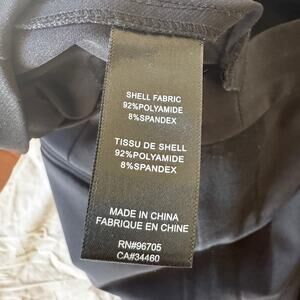 SHELL FABRIC
92%POLYAMIDE
8%SPANDEX
TISSU DE SHELL
92%POLYAMIDE
8%SPANDEX
MADE IN CHINA
FABRIQUE EN CHINE
RN#96705
CA#34460